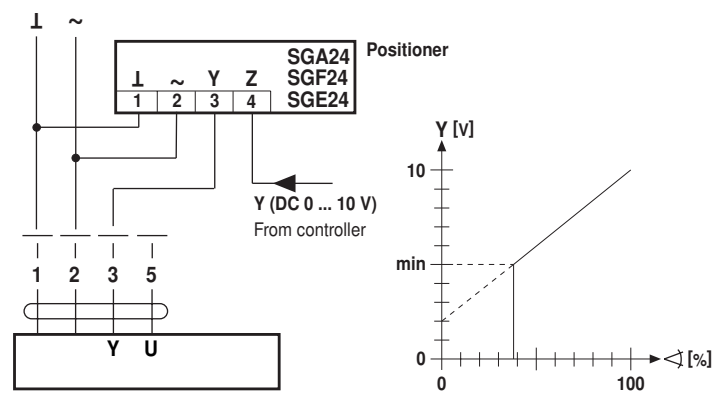 ⊥ ~
SGA24 Positioner
⊥ ~ Y Z SGF24
1 2 3 4 SGE24
Y (DC 0 ... 10 V)
From controller
1 2 3 5
Y U
Y [V]
10
min
0
0 100
[%]